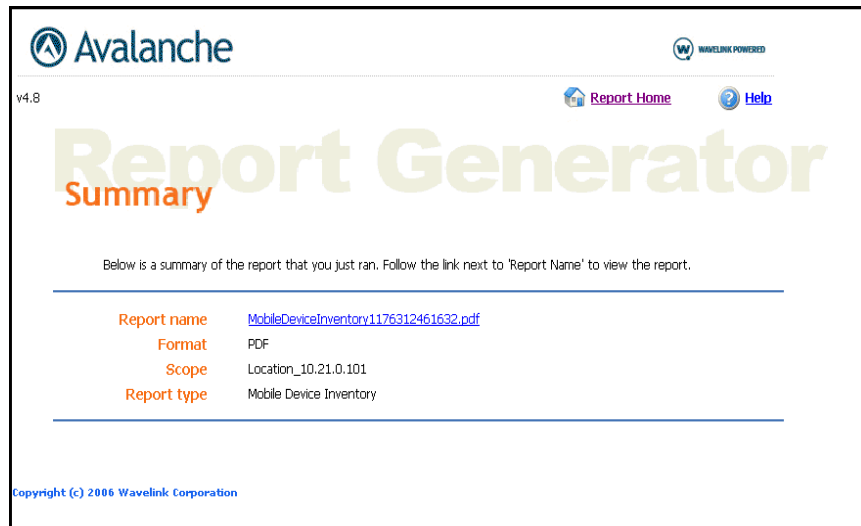 Avalanche
W WAVELINK POWERED
v4.8
Report Home
? Help
Report Generator
Summary
Below is a summary of the report that you just ran. Follow the link next to 'Report Name' to view the report.
Report name MobileDeviceInventory1176312461632.pdf
Format PDF
Scope Location_10.21.0.101
Report type Mobile Device Inventory
Copyright (c) 2006 Wavelink Corporation